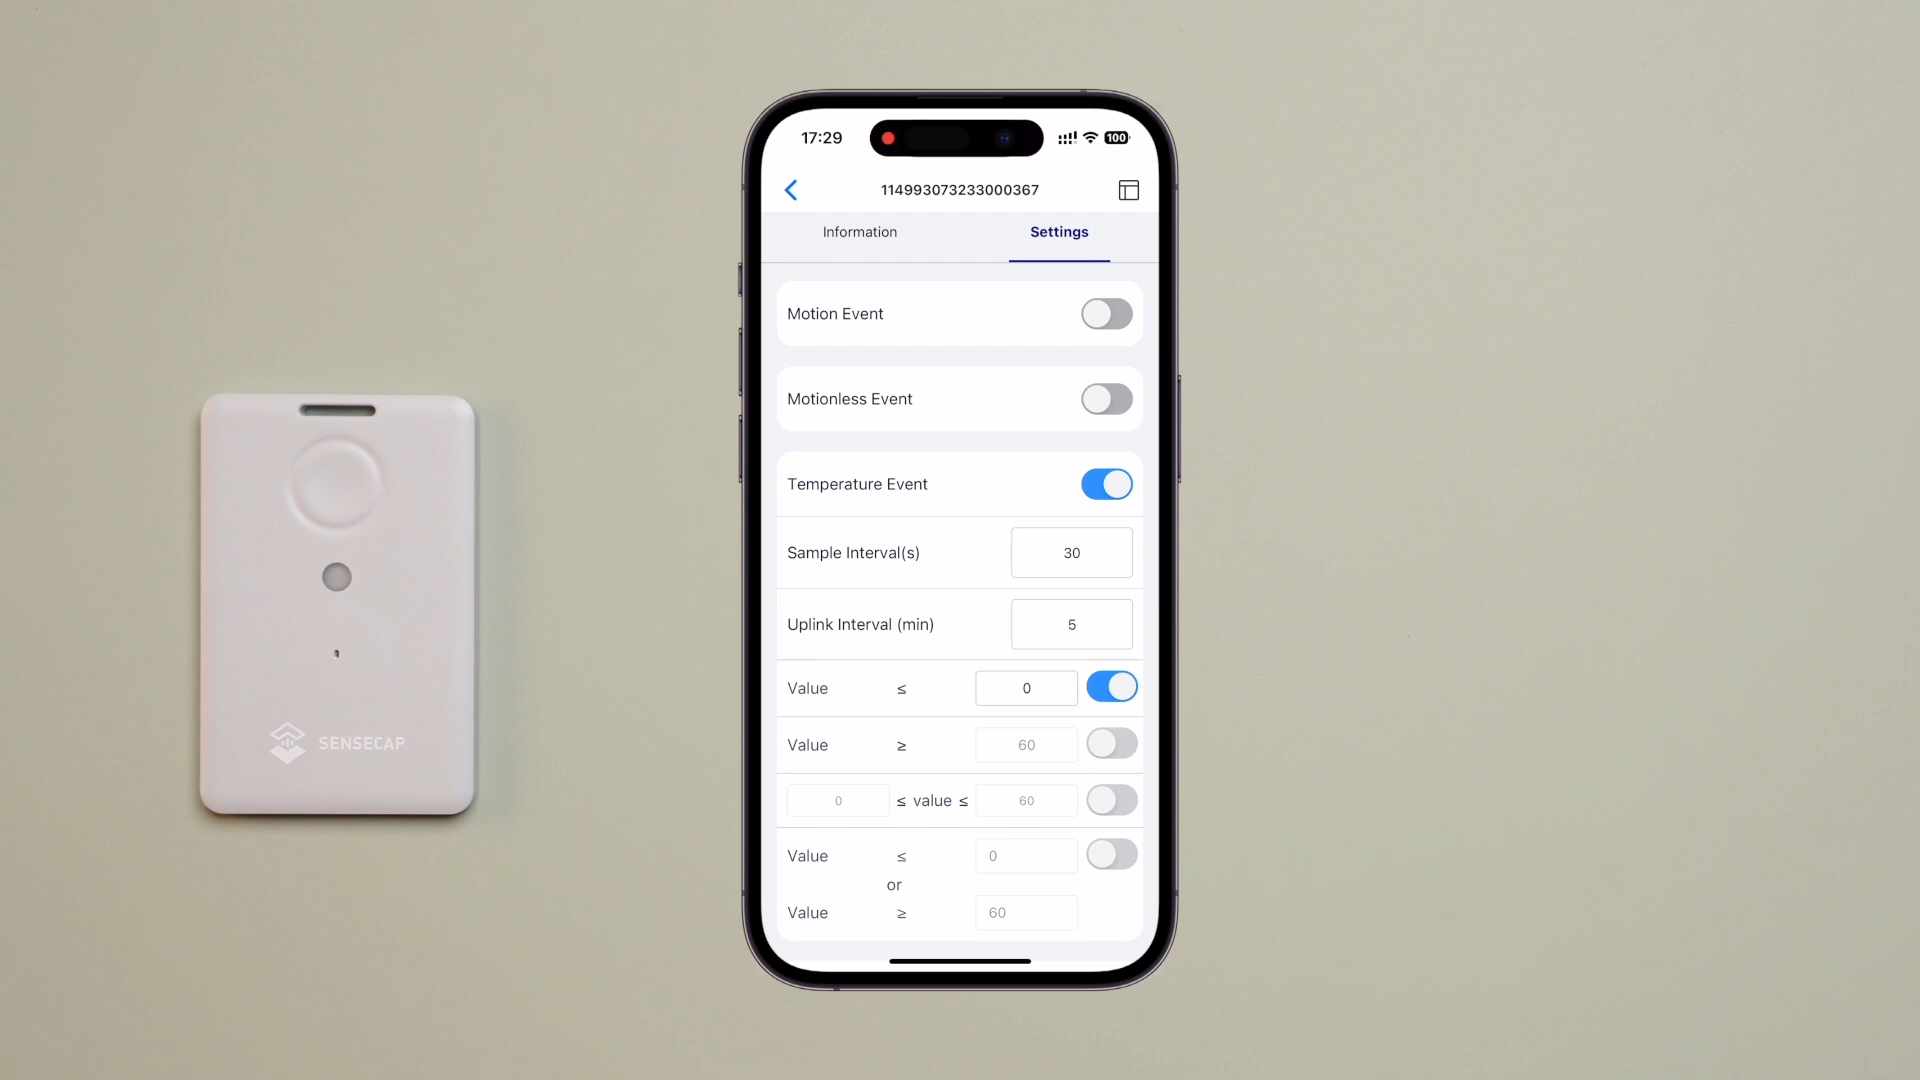 17:29
100
114993073233000367
Information Settings
Motion Event
Motionless Event
Temperature Event
Sample Interval(s) 30
Uplink Interval (min) 5
Value ≤ 0
Value ≥ 60
0 ≤ value ≤ 60
Value ≤ 0
or
Value ≥ 60
SENSECAP